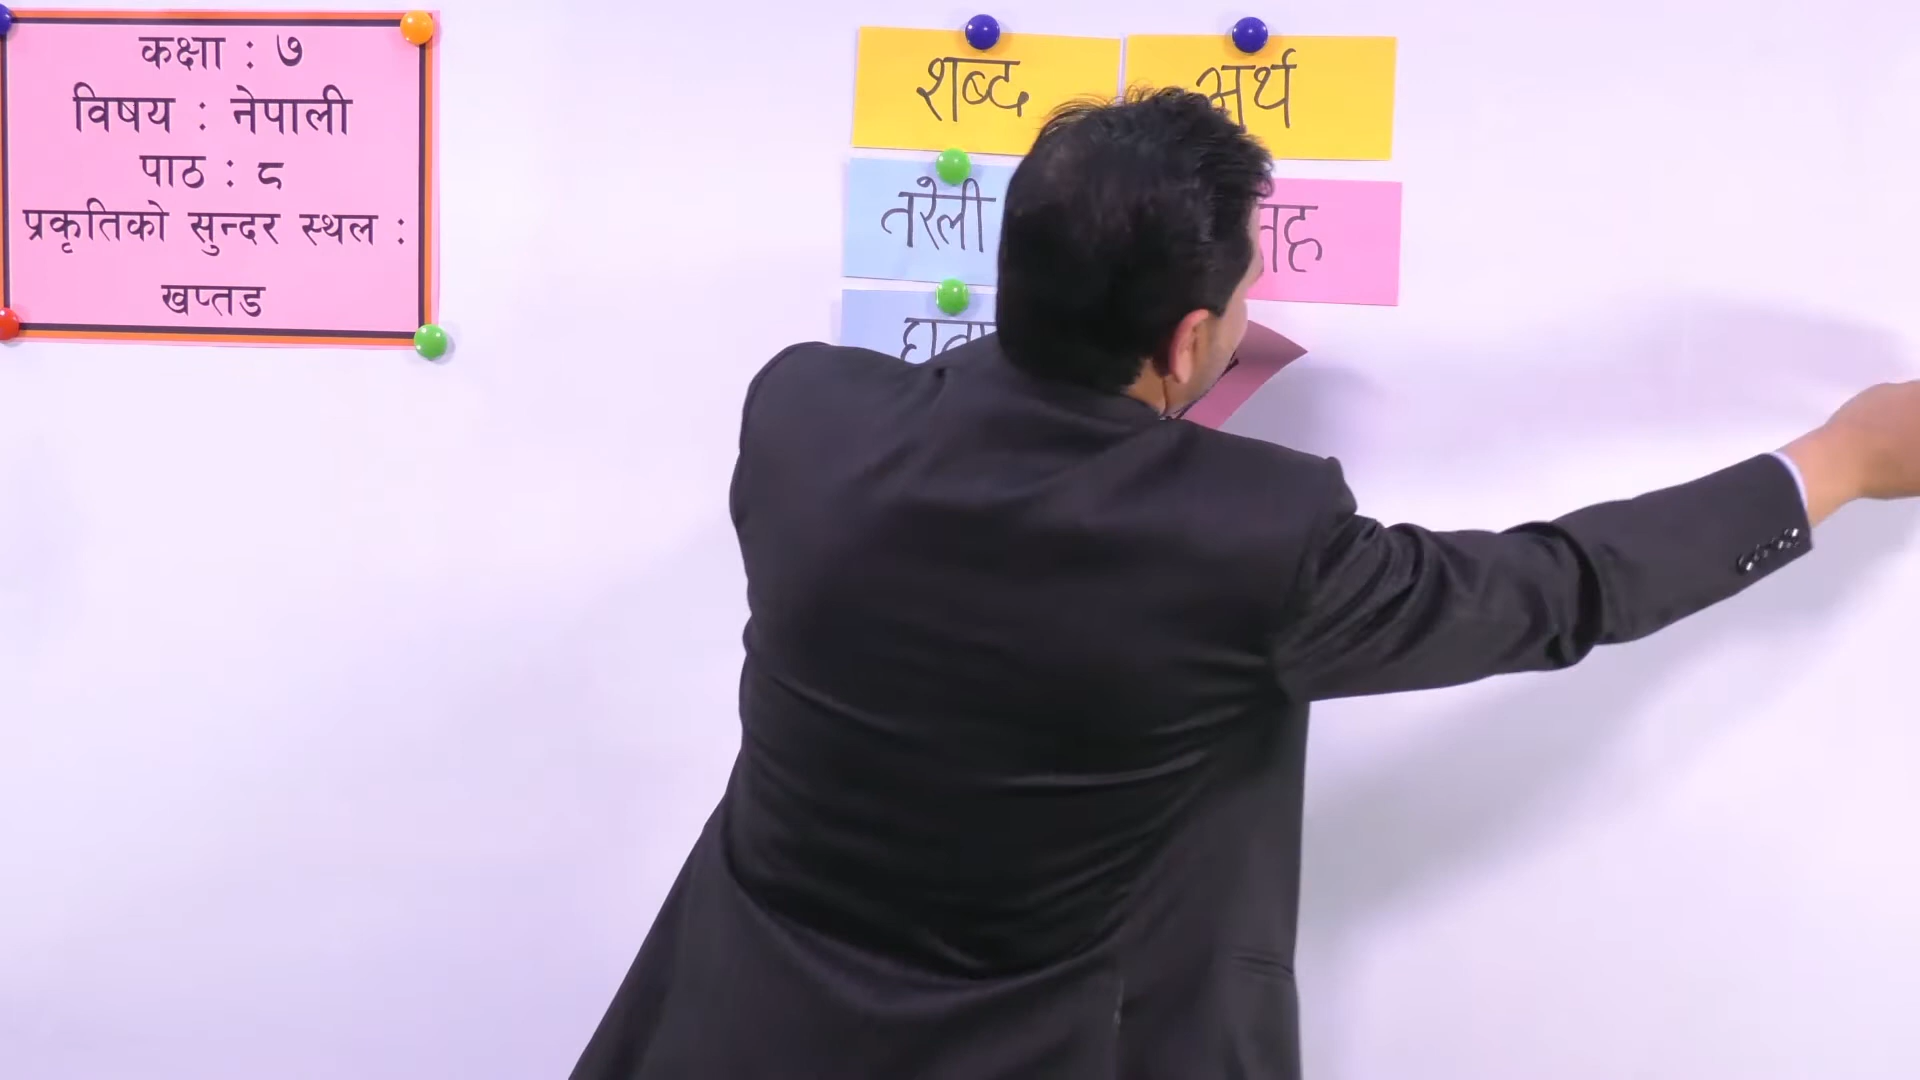 कक्षा : ७
विषय : नेपाली
पाठ : ८
प्रकृतिको सुन्दर स्थल :
खप्तड
शब्द अर्थ
तरेली